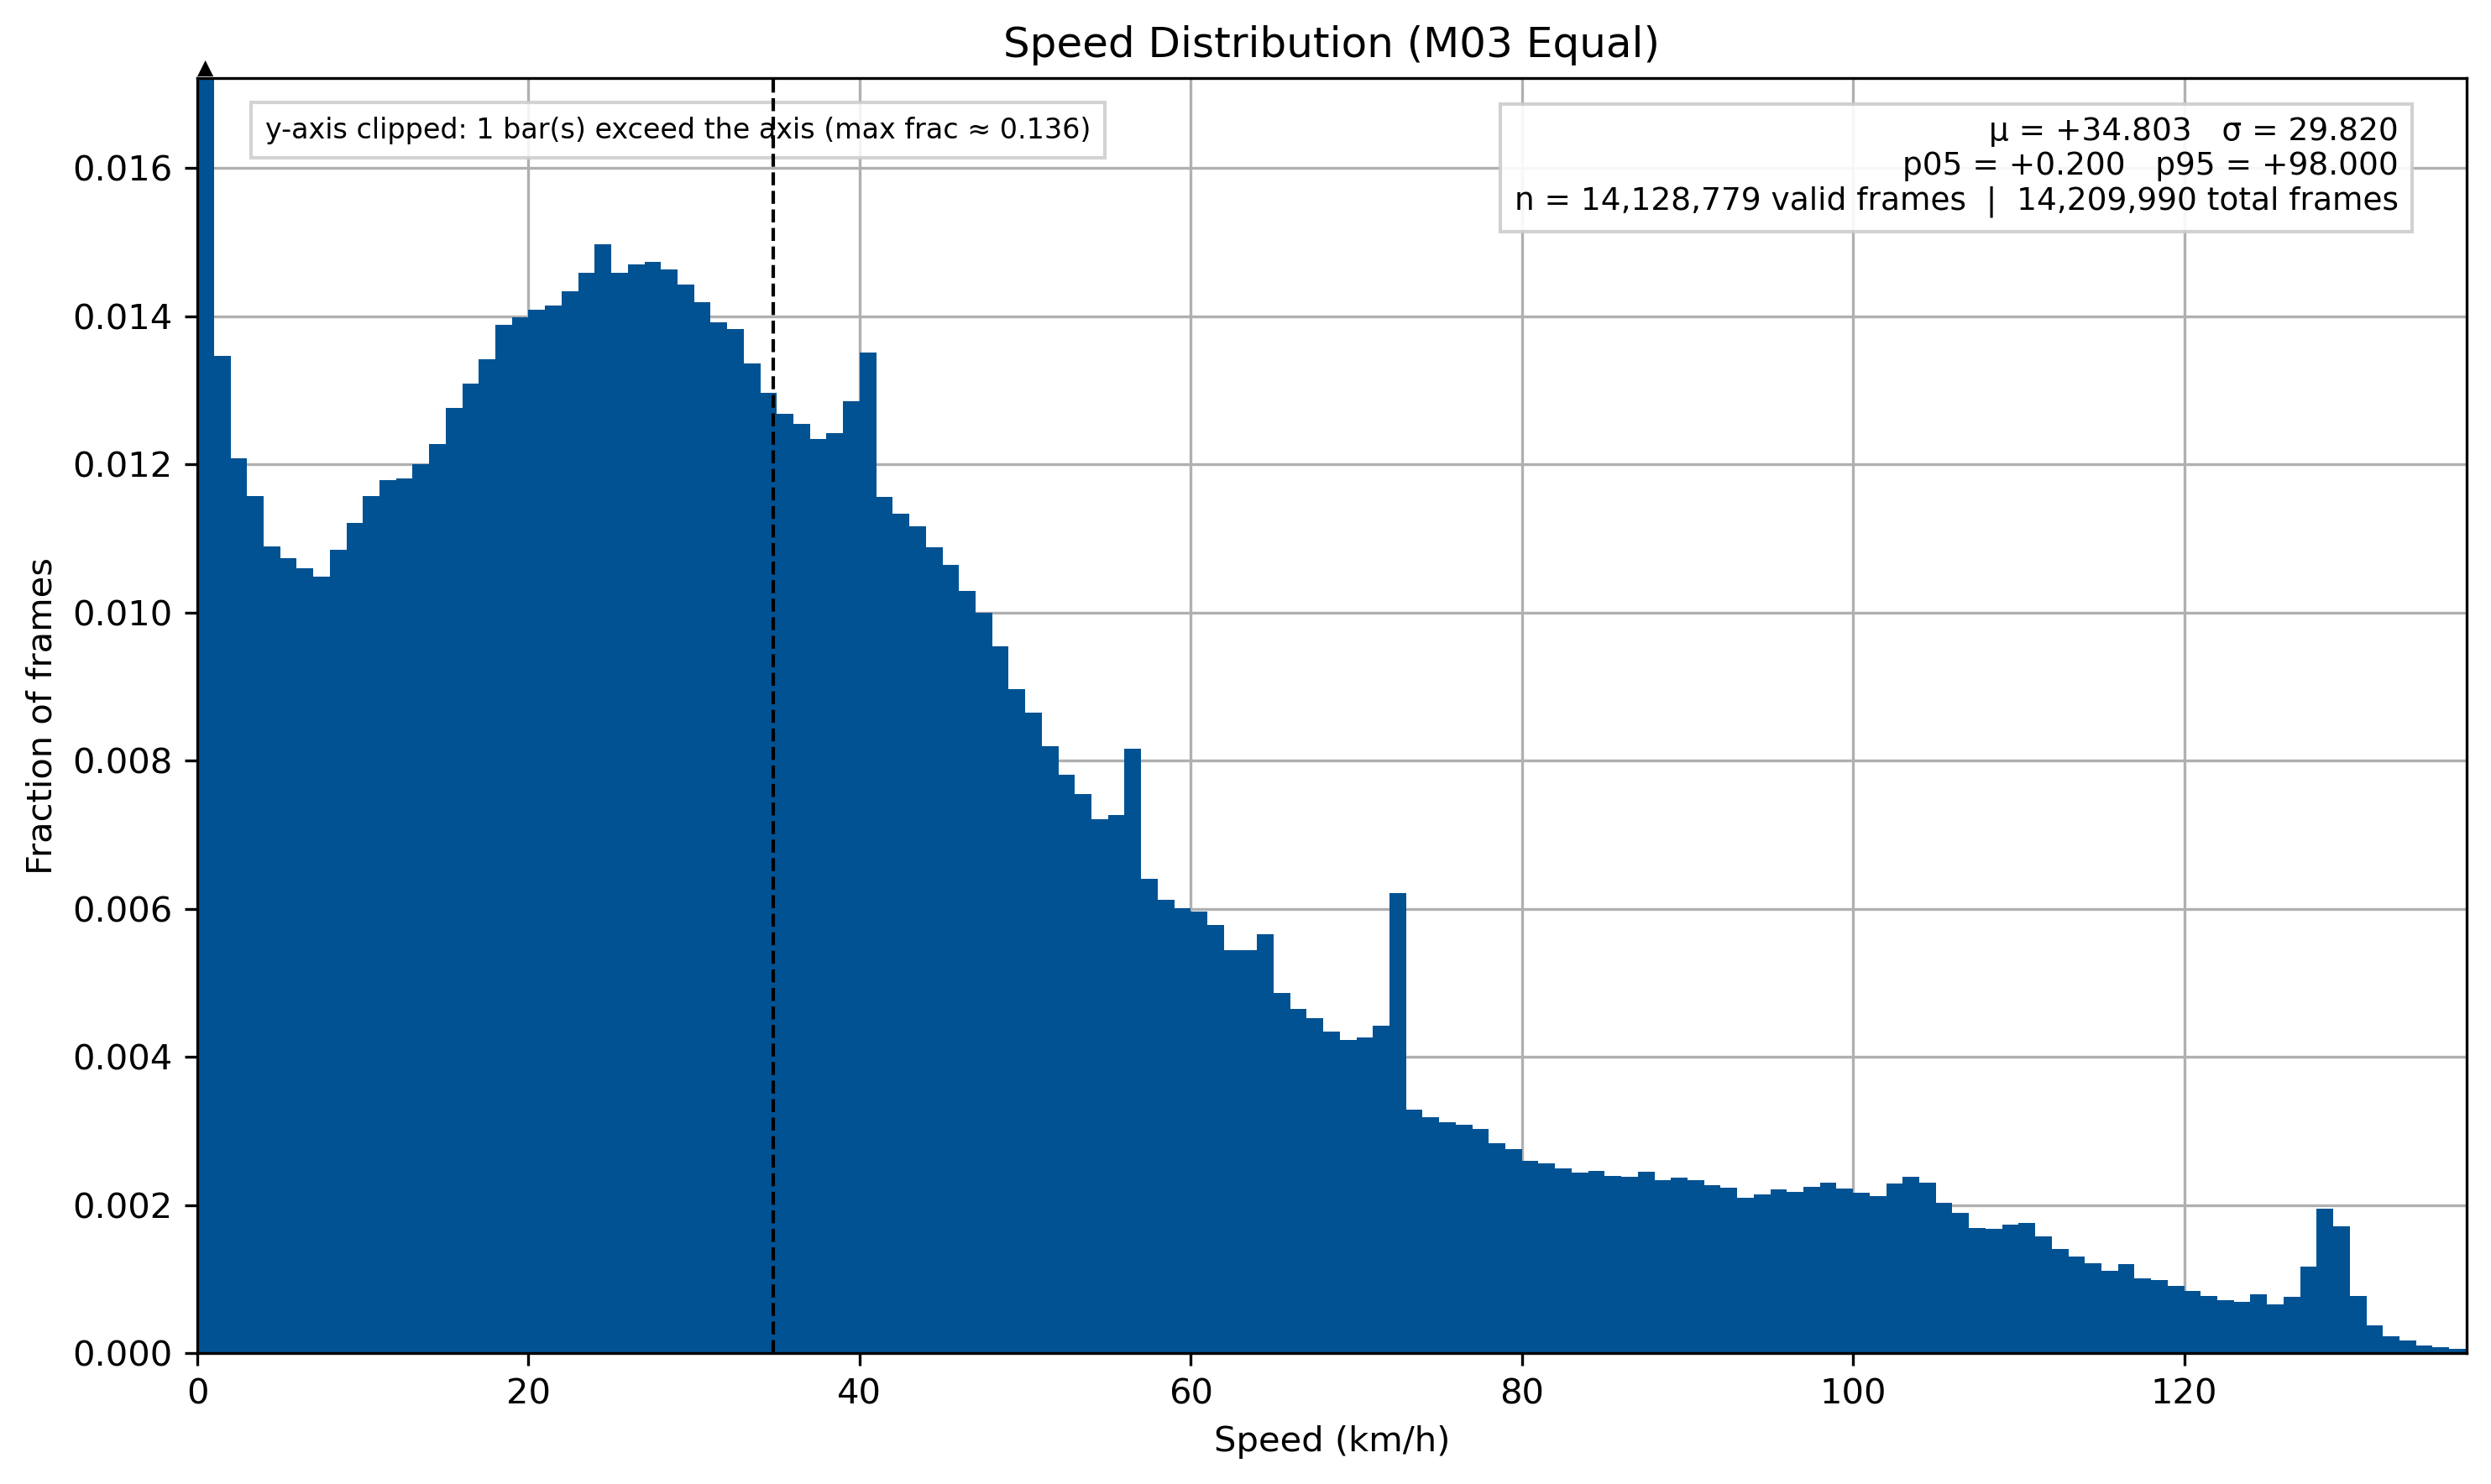 Speed Distribution (M03 Equal)
y-axis clipped: 1 bar(s) exceed the axis (max frac ≈ 0.136)
μ = +34.803   σ = 29.820
p05 = +0.200   p95 = +98.000
n = 14,128,779 valid frames  |  14,209,990 total frames
Fraction of frames
0.016
0.014
0.012
0.010
0.008
0.006
0.004
0.002
0.000
0 20 40 60 80 100 120
Speed (km/h)